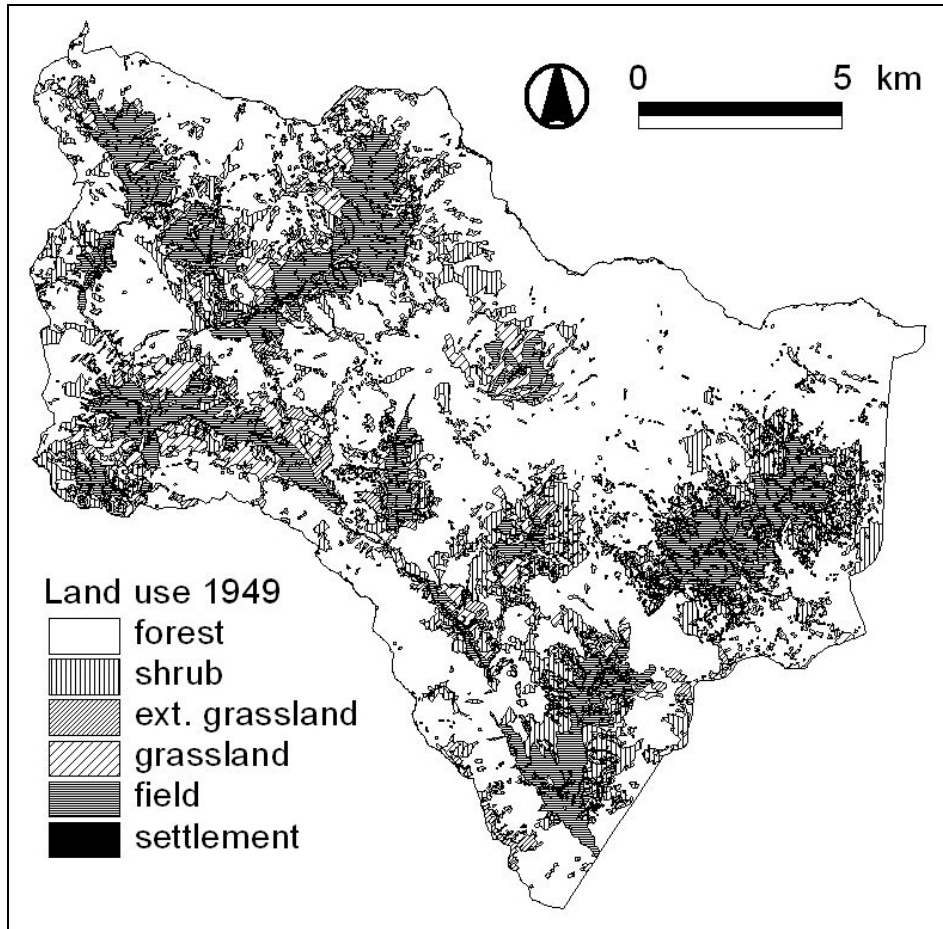 0 5 km
Land use 1949
forest
shrub
ext. grassland
grassland
field
settlement